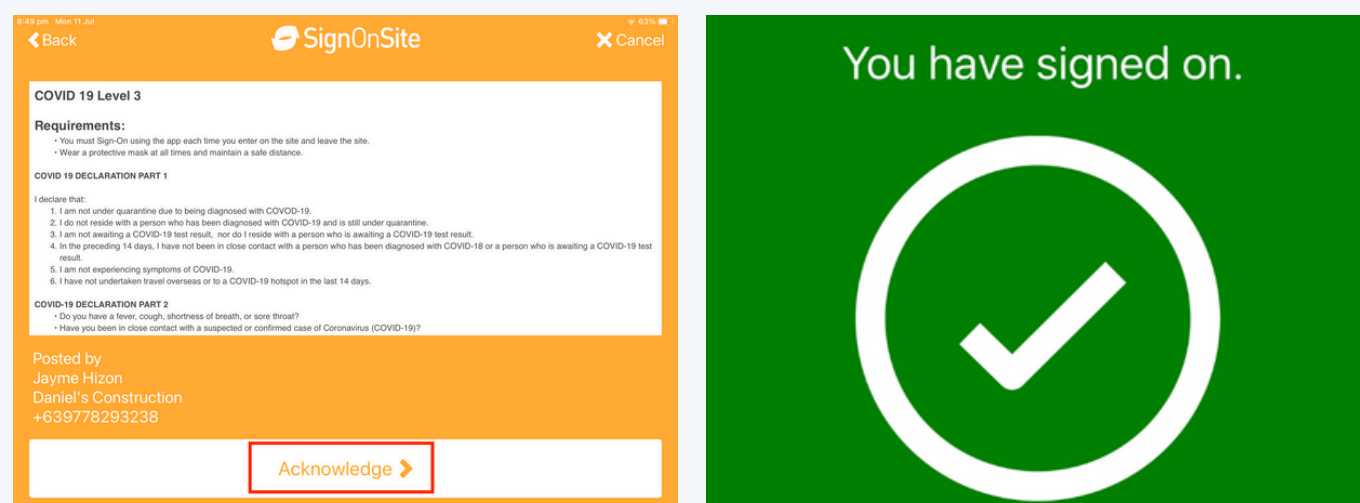 8:49 pm Mon 11 Jul
63%
Back
SignOnSite
Cancel
COVID 19 Level 3
Requirements:
• You must Sign-On using the app each time you enter on the site and leave the site.
• Wear a protective mask at all times and maintain a safe distance.
COVID 19 DECLARATION PART 1
I declare that:
1. I am not under quarantine due to being diagnosed with COVOD-19.
2. I do not reside with a person who has been diagnosed with COVID-19 and is still under quarantine.
3. I am not awaiting a COVID-19 test result, nor do I reside with a person who is awaiting a COVID-19 test result.
4. In the preceding 14 days, I have not been in close contact with a person who has been diagnosed with COVID-18 or a person who is awaiting a COVID-19 test
result.
5. I am not experiencing symptoms of COVID-19.
6. I have not undertaken travel overseas or to a COVID-19 hotspot in the last 14 days.
COVID-19 DECLARATION PART 2
• Do you have a fever, cough, shortness of breath, or sore throat?
• Have you been in close contact with a suspected or confirmed case of Coronavirus (COVID-19)?
Posted by
Jayme Hizon
Daniel's Construction
+639778293238
Acknowledge
You have signed on.